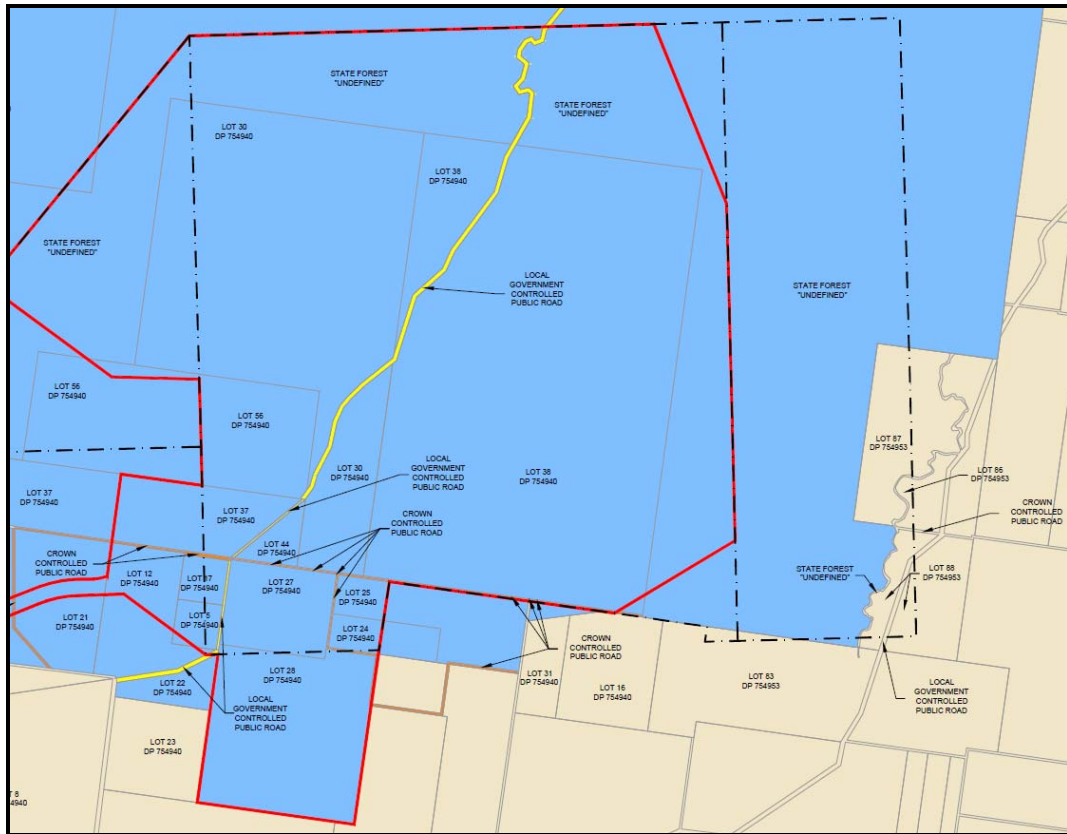 STATE FOREST
"UNDEFINED"
STATE FOREST
"UNDEFINED"
LOT 30
DP 754940
LOT 38
DP 754940
STATE FOREST
"UNDEFINED"
LOCAL
GOVERNMENT
CONTROLLED
PUBLIC ROAD
STATE FOREST
"UNDEFINED"
LOT 56
DP 754940
LOT 56
DP 754940
LOT 87
DP 754953
LOT 30
DP 754940
LOCAL
GOVERNMENT
CONTROLLED
PUBLIC ROAD
LOT 38
DP 754940
LOT 86
DP 754953
LOT 37
DP 754940
LOT 37
DP 754940
CROWN
CONTROLLED
PUBLIC ROAD
CROWN
CONTROLLED
PUBLIC ROAD
LOT 44
DP 754940
CROWN
CONTROLLED
PUBLIC ROAD
LOT 12
DP 754940
LOT 17
DP 754940
LOT 27
DP 754940
LOT 25
DP 754940
STATE FOREST
"UNDEFINED"
LOT 88
DP 754953
LOT 21
DP 754940
LOT 5
DP 754940
LOT 24
DP 754940
CROWN
CONTROLLED
PUBLIC ROAD
LOT 22
DP 754940
LOT 28
DP 754940
LOT 31
DP 754940
LOT 16
DP 754940
LOT 83
DP 754953
LOCAL
GOVERNMENT
CONTROLLED
PUBLIC ROAD
LOCAL
GOVERNMENT
CONTROLLED
PUBLIC ROAD
LOT 23
DP 754940
T 8
4940